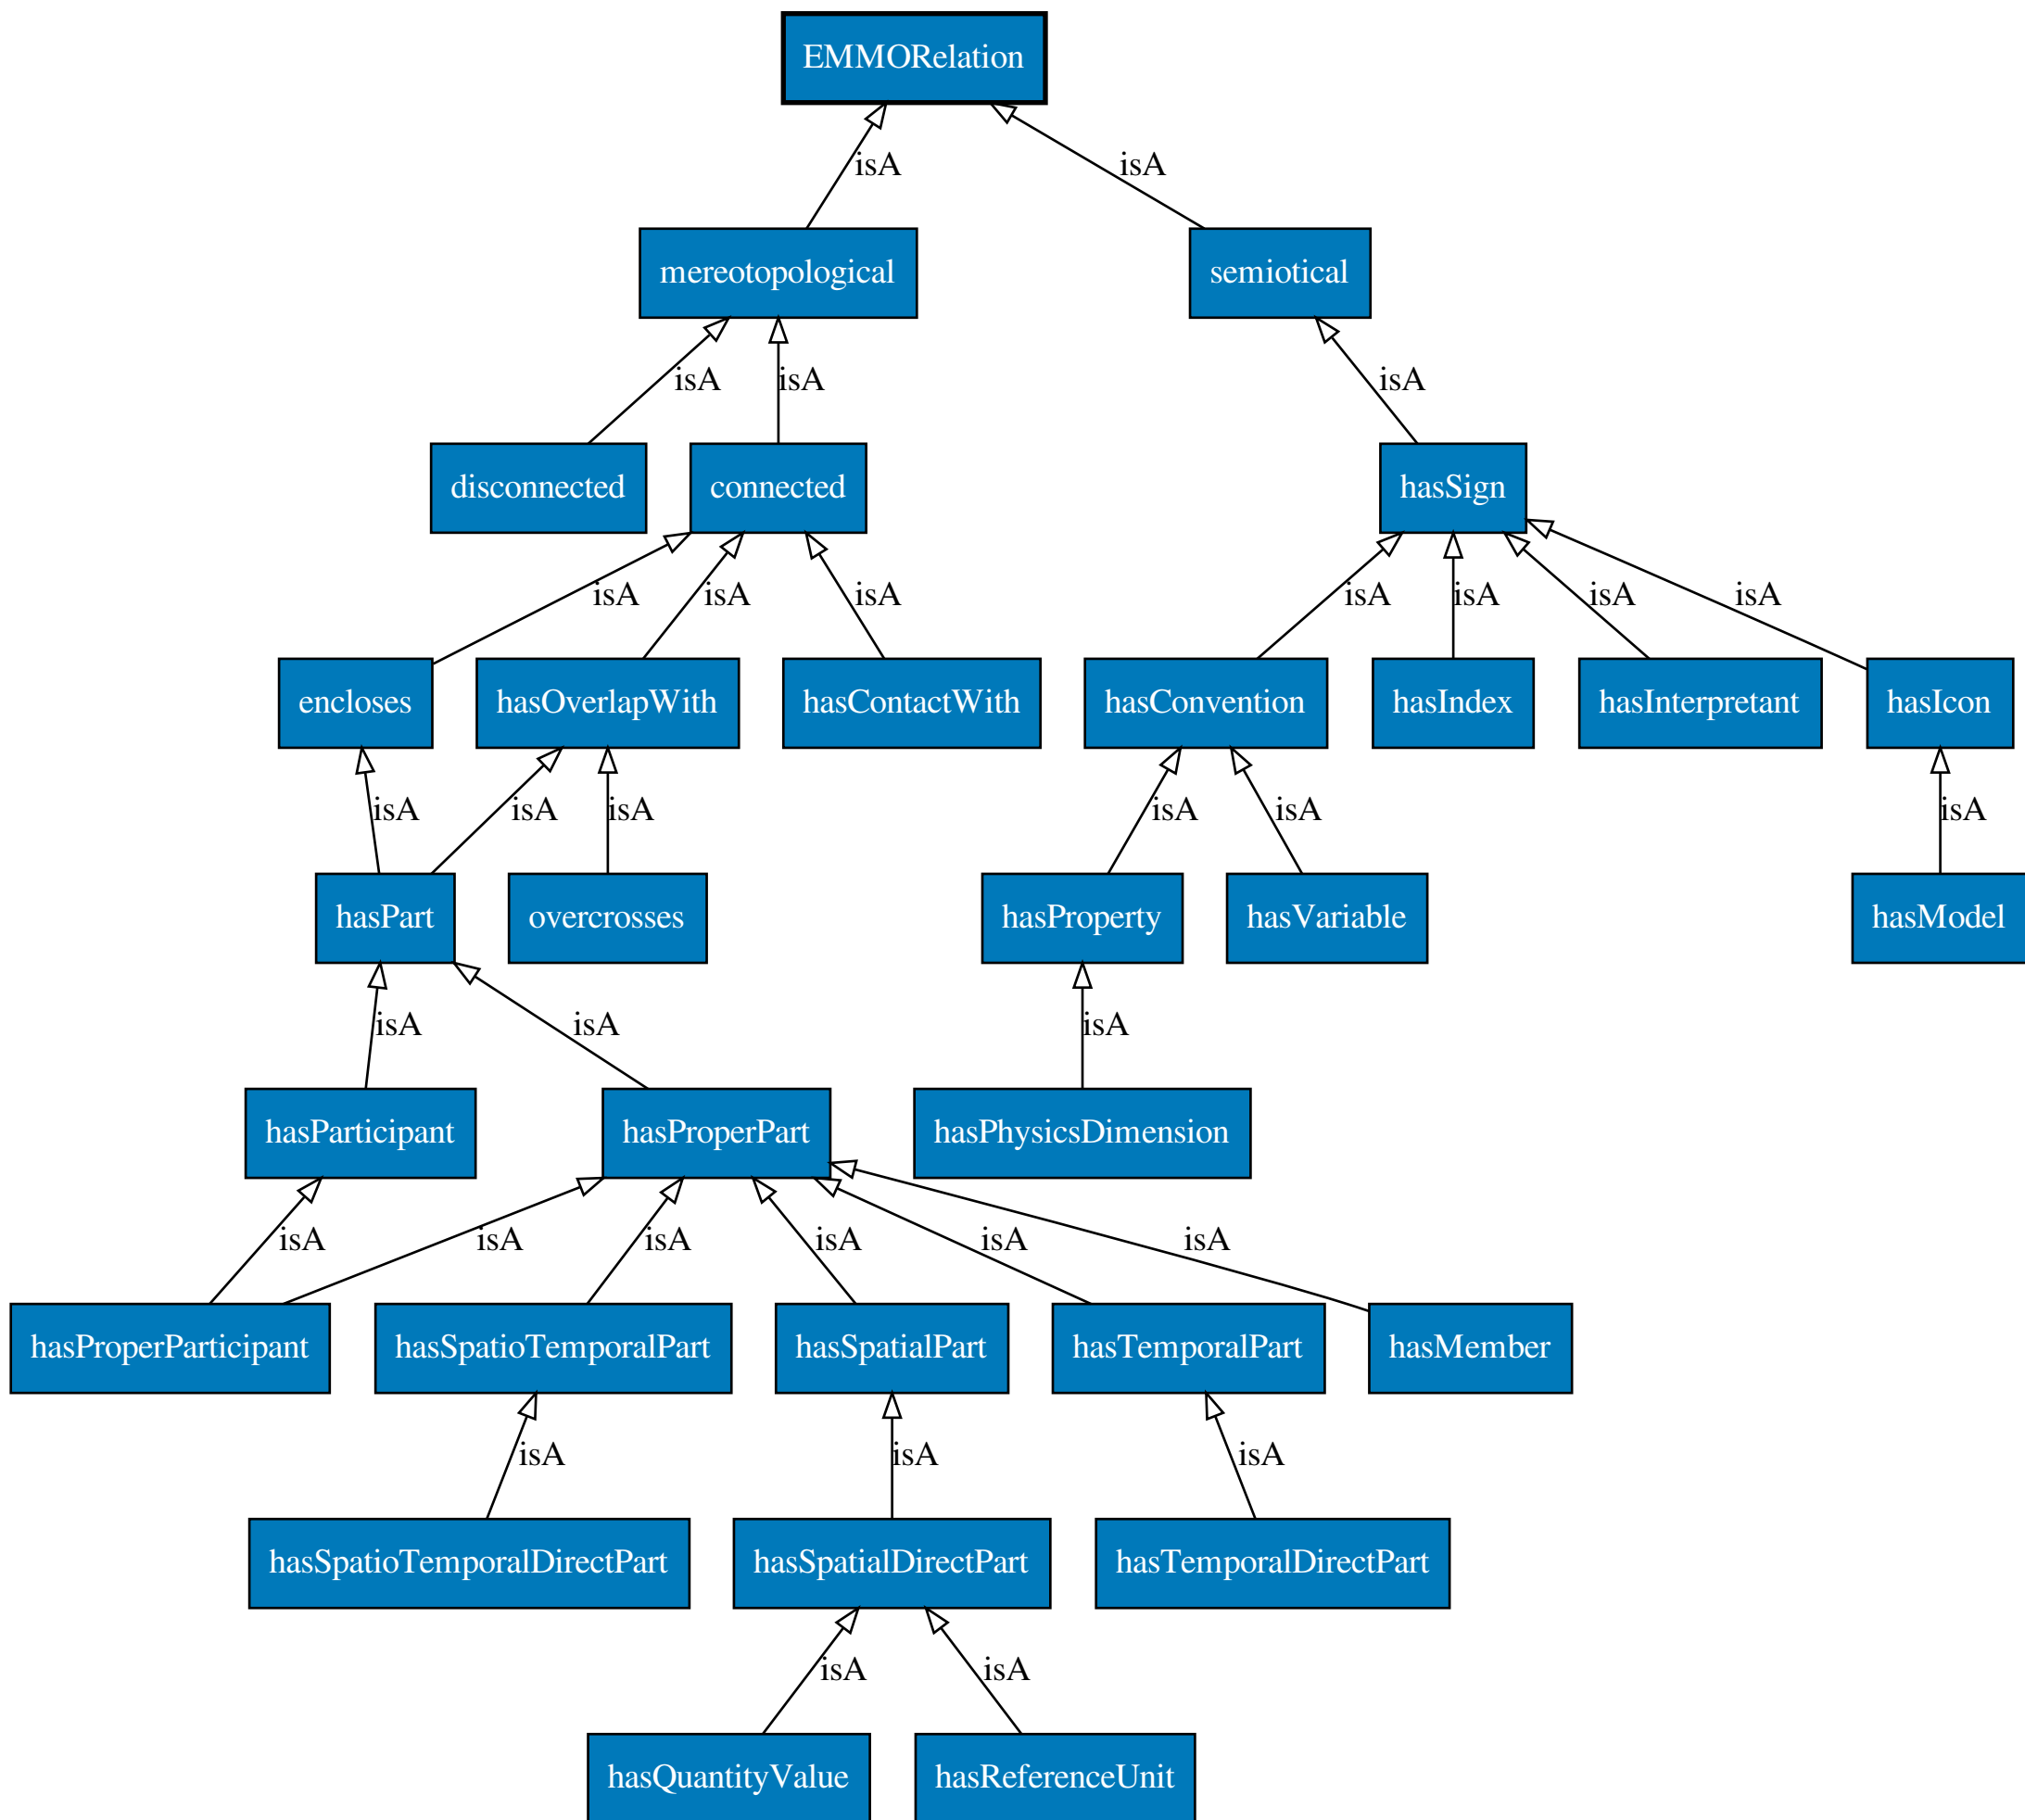 EMMORelation
isA
isA
mereotopological
semiotical
isA
isA
isA
disconnected
connected
hasSign
isA
isA
isA
isA
isA
isA
isA
encloses
hasOverlapWith
hasContactWith
hasConvention
hasIndex
hasInterpretant
hasIcon
isA
isA
isA
isA
isA
isA
hasPart
overcrosses
hasProperty
hasVariable
hasModel
isA
isA
isA
hasParticipant
hasProperPart
hasPhysicsDimension
isA
isA
isA
isA
isA
isA
hasProperParticipant
hasSpatioTemporalPart
hasSpatialPart
hasTemporalPart
hasMember
isA
isA
isA
hasSpatioTemporalDirectPart
hasSpatialDirectPart
hasTemporalDirectPart
isA
isA
hasQuantityValue
hasReferenceUnit